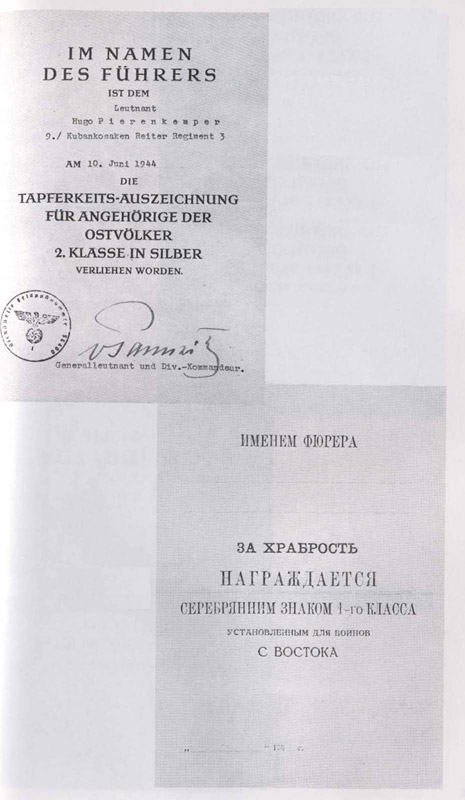 IM NAMEN
DES FÜHRERS
IST DEM
Leutnant
Hugo Pierenkemper
9./ Kubankosaken Reiter Regiment 3
AM 10. Juni 1944
DIE
TAPFERKEITS-AUSZEICHNUNG
FÜR ANGEHÖRIGE DER
OSTVÖLKER
2. KLASSE IN SILBER
VERLIEHEN WORDEN.
Generalleutnant und Div.-Kommandeur.
ИМЕНЕМ ФЮРЕРА
ЗА ХРАБРОСТЬ
НАГРАЖДАЕТСЯ
СЕРЕБРЯННИМ ЗНАКОМ 1-го КЛАССА
УСТАНОВЛЕННЫМ ДЛЯ ВОИНОВ
С ВОСТОКА